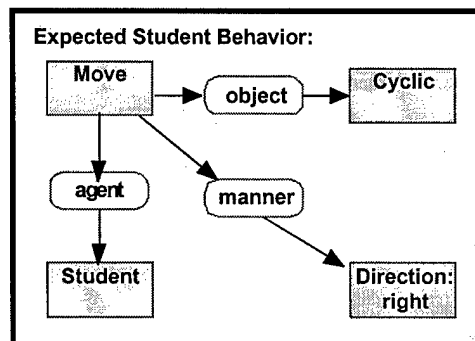 Expected Student Behavior:
Move
object
Cyclic
agent
manner
Student
Direction:
right